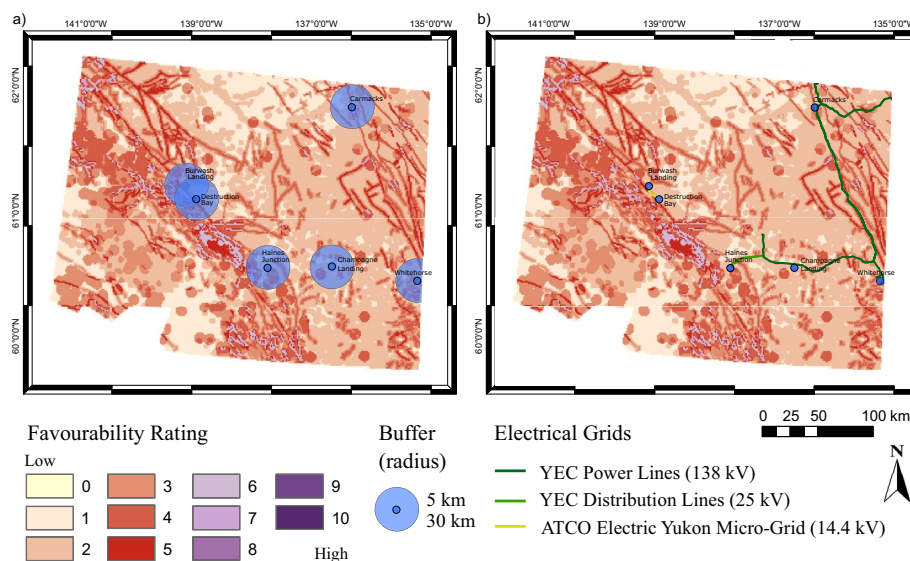 a)
141°0'0"W
139°0'0"W
137°0'0"W
135°0'0"W
62°0'0"N
61°0'0"N
60°0'0"N
Carmacks
Burwash
Landing
Destruction
Bay
Haines
Junction
Champagne
Landing
Whitehorse
b)
141°0'0"W
139°0'0"W
137°0'0"W
135°0'0"W
62°0'0"N
61°0'0"N
60°0'0"N
Carmacks
Burwash
Landing
Destruction
Bay
Haines
Junction
Champagne
Landing
Whitehorse
Favourability Rating
Low
0
1
2
3
4
5
6
7
8
9
10
High
Buffer
(radius)
5 km
30 km
Electrical Grids
YEC Power Lines (138 kV)
YEC Distribution Lines (25 kV)
ATCO Electric Yukon Micro-Grid (14.4 kV)
0 25 50 100 km
N